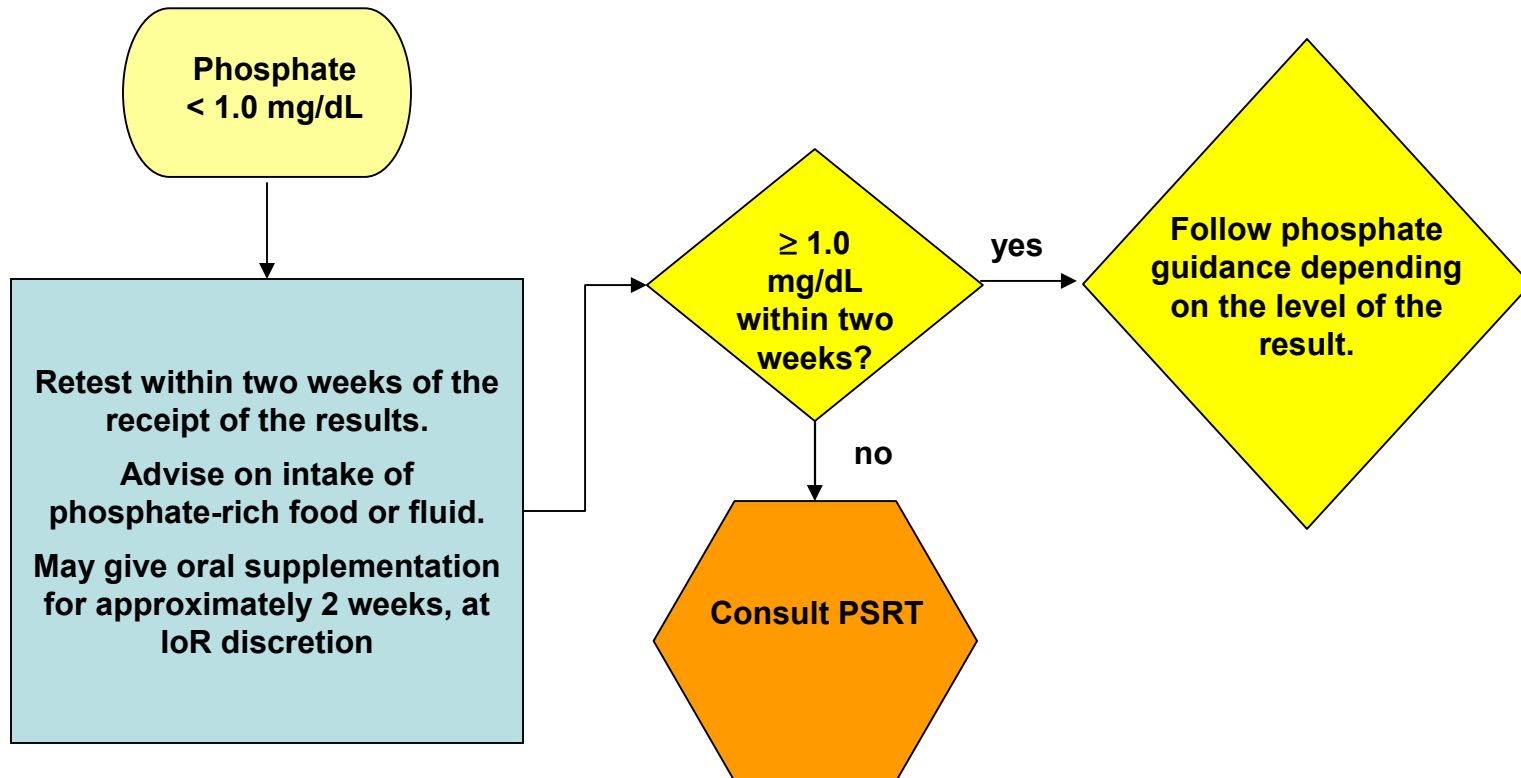 Phosphate
< 1.0 mg/dL
Retest within two weeks of the
receipt of the results.
Advise on intake of
phosphate-rich food or fluid.
May give oral supplementation
for approximately 2 weeks, at
IoR discretion
≥ 1.0
mg/dL
within two
weeks?
yes
no
Follow phosphate
guidance depending
on the level of the
result.
Consult PSRT